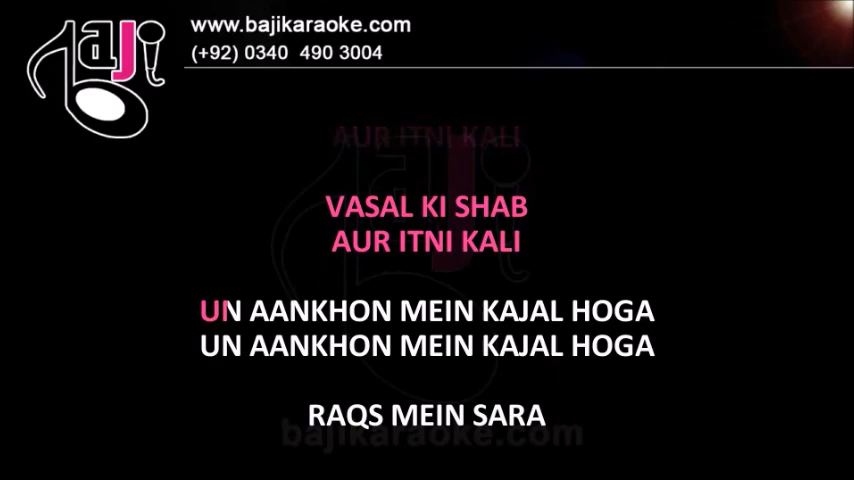 www.bajikaraoke.com
(+92) 0340 490 3004
baji
AUR ITNI KALI
VASAL KI SHAB
AUR ITNI KALI
UN AANKHON MEIN KAJAL HOGA
UN AANKHON MEIN KAJAL HOGA
RAQS MEIN SARA
bajikaraoke.com